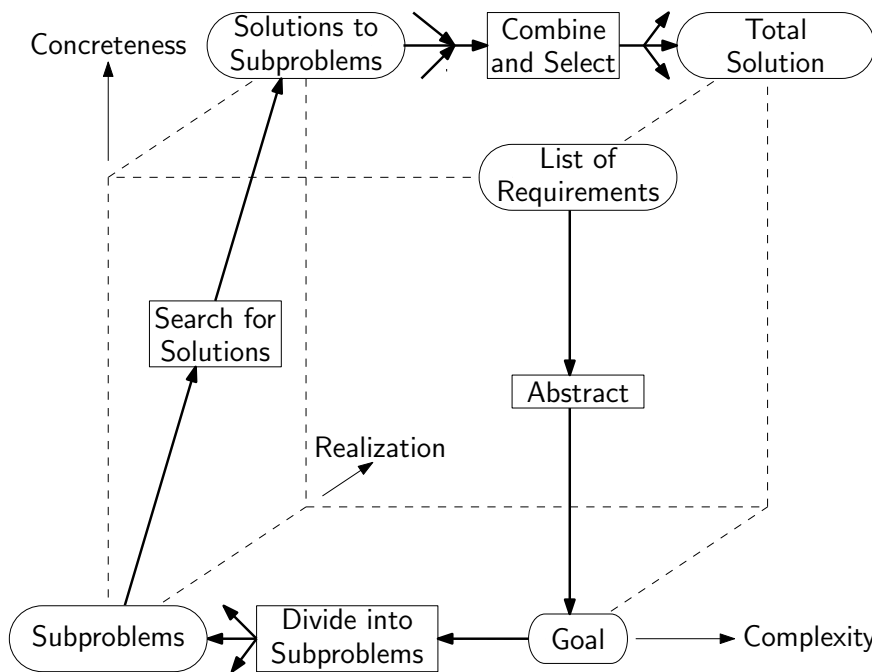 Concreteness
Solutions to
Subproblems
Combine
and Select
Total
Solution
List of
Requirements
Search for
Solutions
Abstract
Realization
Subproblems
Divide into
Subproblems
Goal
Complexity